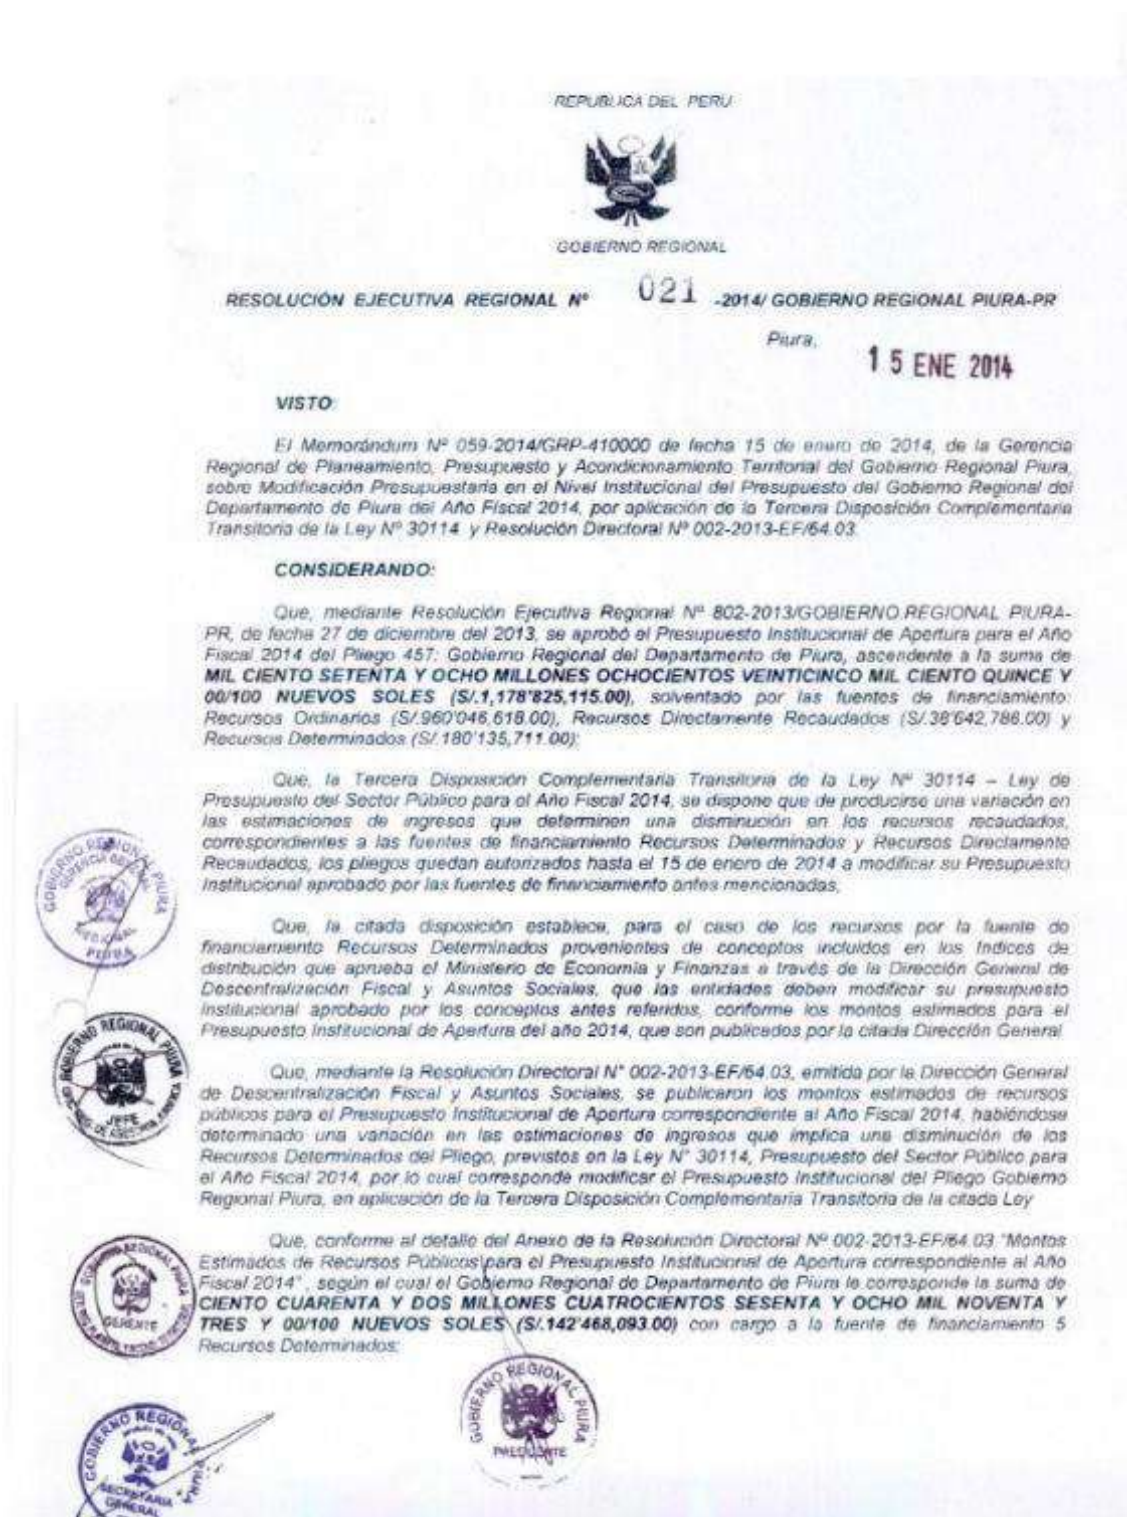 REPUBLICA DEL PERU
GOBIERNO REGIONAL
RESOLUCIÓN EJECUTIVA REGIONAL Nº 021 -2014/ GOBIERNO REGIONAL PIURA-PR
Piura,
15 ENE 2014
VISTO:
El Memorándum Nº 059-2014/GRP-410000 de fecha 15 de enero de 2014, de la Gerencia
Regional de Planeamiento, Presupuesto y Acondicionamiento Territorial del Gobierno Regional Piura,
sobre Modificación Presupuestaria en el Nivel Institucional del Presupuesto del Gobierno Regional del
Departamento de Piura del Año Fiscal 2014, por aplicación de la Tercera Disposición Complementaria
Transitoria de la Ley Nº 30114 y Resolución Directoral Nº 002-2013-EF/64.03.
CONSIDERANDO:
Que, mediante Resolución Ejecutiva Regional Nº 802-2013/GOBIERNO REGIONAL PIURA-
PR, de fecha 27 de diciembre del 2013, se aprobó el Presupuesto Institucional de Apertura para el Año
Fiscal 2014 del Pliego 457: Gobierno Regional del Departamento de Piura, ascendente a la suma de
MIL CIENTO SETENTA Y OCHO MILLONES OCHOCIENTOS VEINTICINCO MIL CIENTO QUINCE Y
00/100 NUEVOS SOLES (S/.1,178'825,115.00), solventado por las fuentes de financiamiento:
Recursos Ordinarios (S/.960'046,618.00), Recursos Directamente Recaudados (S/.38'642,786.00) y
Recursos Determinados (S/.180'135,711.00);
Que, la Tercera Disposición Complementaria Transitoria de la Ley Nº 30114 – Ley de
Presupuesto del Sector Público para el Año Fiscal 2014, se dispone que de producirse una variación en
las estimaciones de ingresos que determinen una disminución en los recursos recaudados,
correspondientes a las fuentes de financiamiento Recursos Determinados y Recursos Directamente
Recaudados, los pliegos quedan autorizados hasta el 15 de enero de 2014 a modificar su Presupuesto
Institucional aprobado por las fuentes de financiamiento antes mencionadas,
Que, la citada disposición establece, para el caso de los recursos por la fuente de
financiamiento Recursos Determinados provenientes de conceptos incluidos en los Indices de
distribución que aprueba el Ministerio de Economía y Finanzas a través de la Dirección General de
Descentralización Fiscal y Asuntos Sociales, que las entidades deben modificar su presupuesto
institucional aprobado por los conceptos antes referidos, conforme los montos estimados para el
Presupuesto Institucional de Apertura del año 2014, que son publicados por la citada Dirección General
Que, mediante la Resolución Directoral N° 002-2013-EF/64.03, emitida por la Dirección General
de Descentralización Fiscal y Asuntos Sociales, se publicaron los montos estimados de recursos
públicos para el Presupuesto Institucional de Apertura correspondiente al Año Fiscal 2014, habiéndose
determinado una variación en las estimaciones de ingresos que implica una disminución de los
Recursos Determinados del Pliego, previstos en la Ley N° 30114, Presupuesto del Sector Público para
el Año Fiscal 2014, por lo cual corresponde modificar el Presupuesto Institucional del Pliego Gobierno
Regional Piura, en aplicación de la Tercera Disposición Complementaria Transitoria de la citada Ley
Que, conforme al detalle del Anexo de la Resolución Directoral Nº 002-2013-EF/64.03 "Montos
Estimados de Recursos Públicos para el Presupuesto Institucional de Apertura correspondiente al Año
Fiscal 2014", según el cual el Gobierno Regional de Departamento de Piura le corresponde la suma de
CIENTO CUARENTA Y DOS MILLONES CUATROCIENTOS SESENTA Y OCHO MIL NOVENTA Y
TRES Y 00/100 NUEVOS SOLES (S/.142'468,093.00) con cargo a la fuente de financiamiento 5
Recursos Determinados;
GOBIERNO REGIONAL PIURA
GERENCIA
REGIONAL
PIURA
GOBIERNO REGIONAL PIURA
JEFE
GOBIERNO REGIONAL PIURA
GERENTE
GOBIERNO REGIONAL PIURA
PRESIDENTE
GOBIERNO REGIONAL PIURA
SECRETARIA
GENERAL